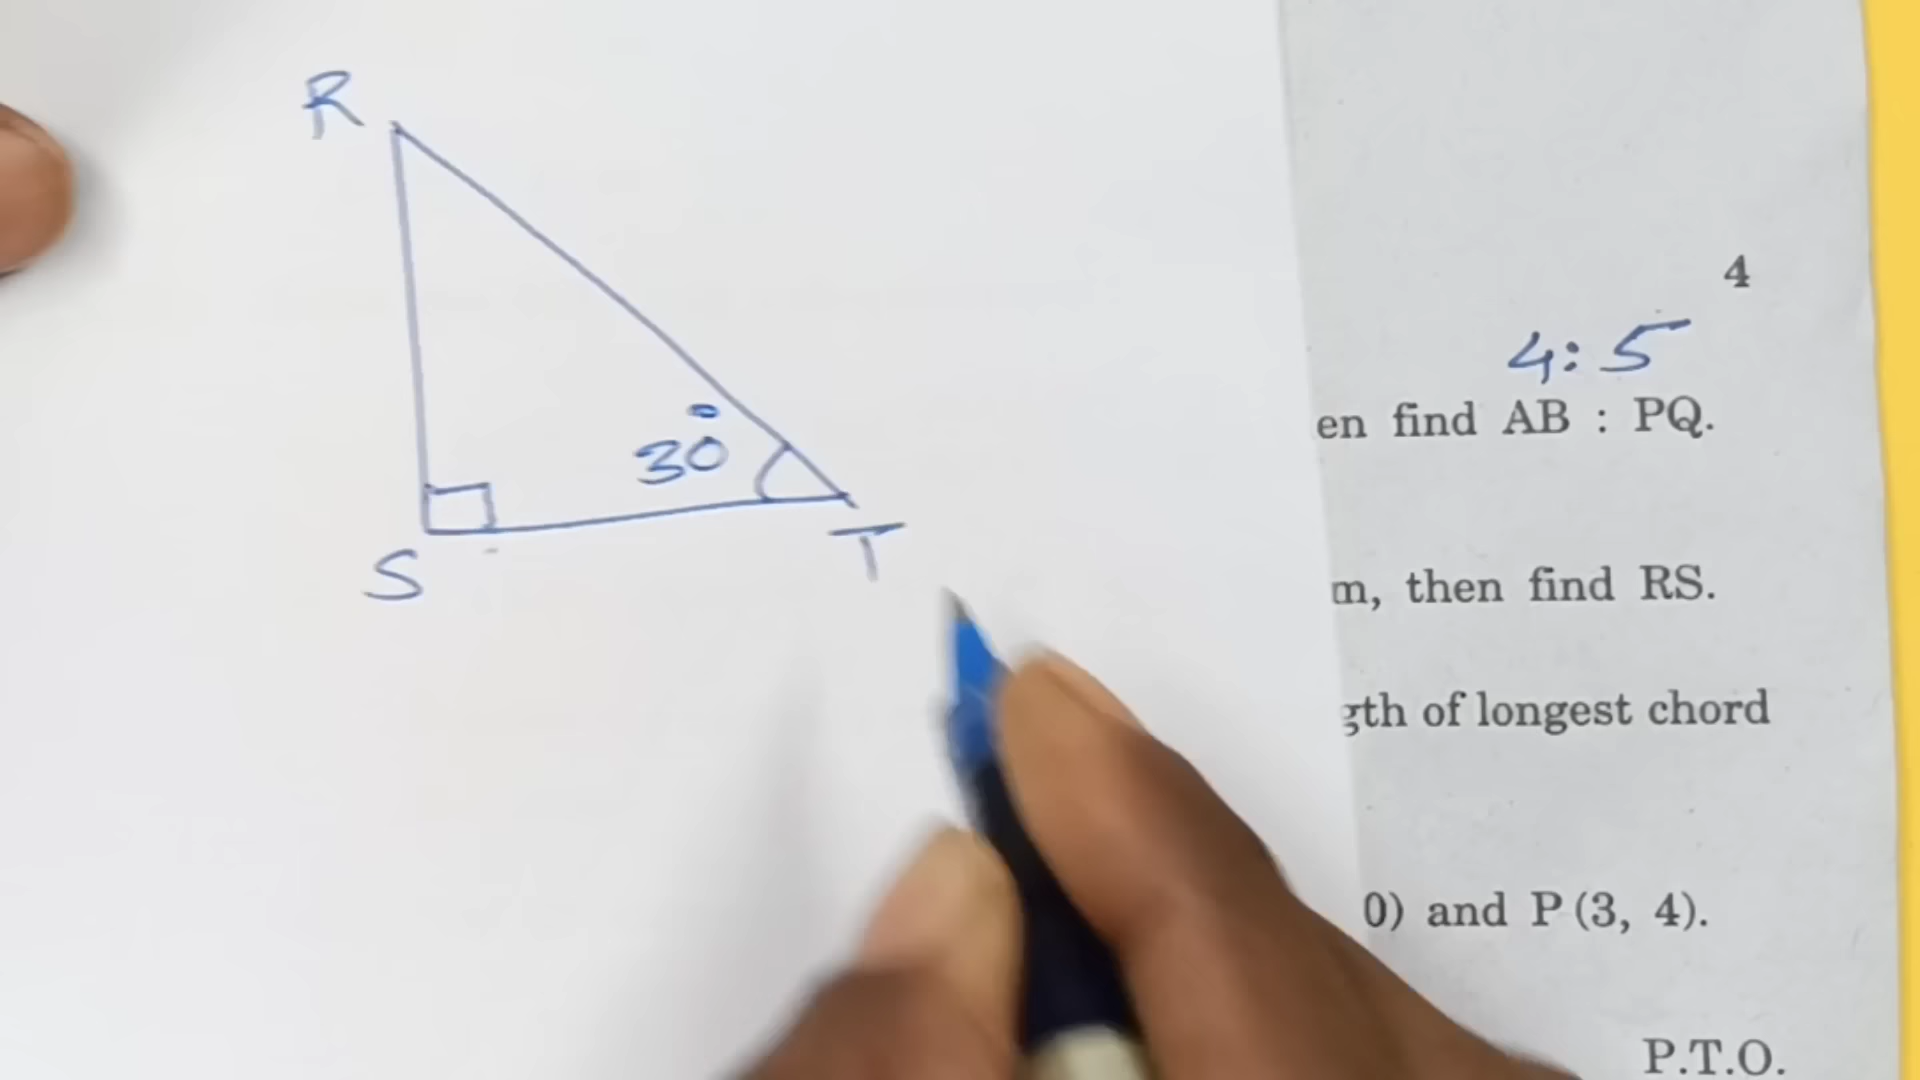 R
30°
S
T
4
4:5
en find AB : PQ.
m, then find RS.
gth of longest chord
0) and P(3, 4).
P.T.O.